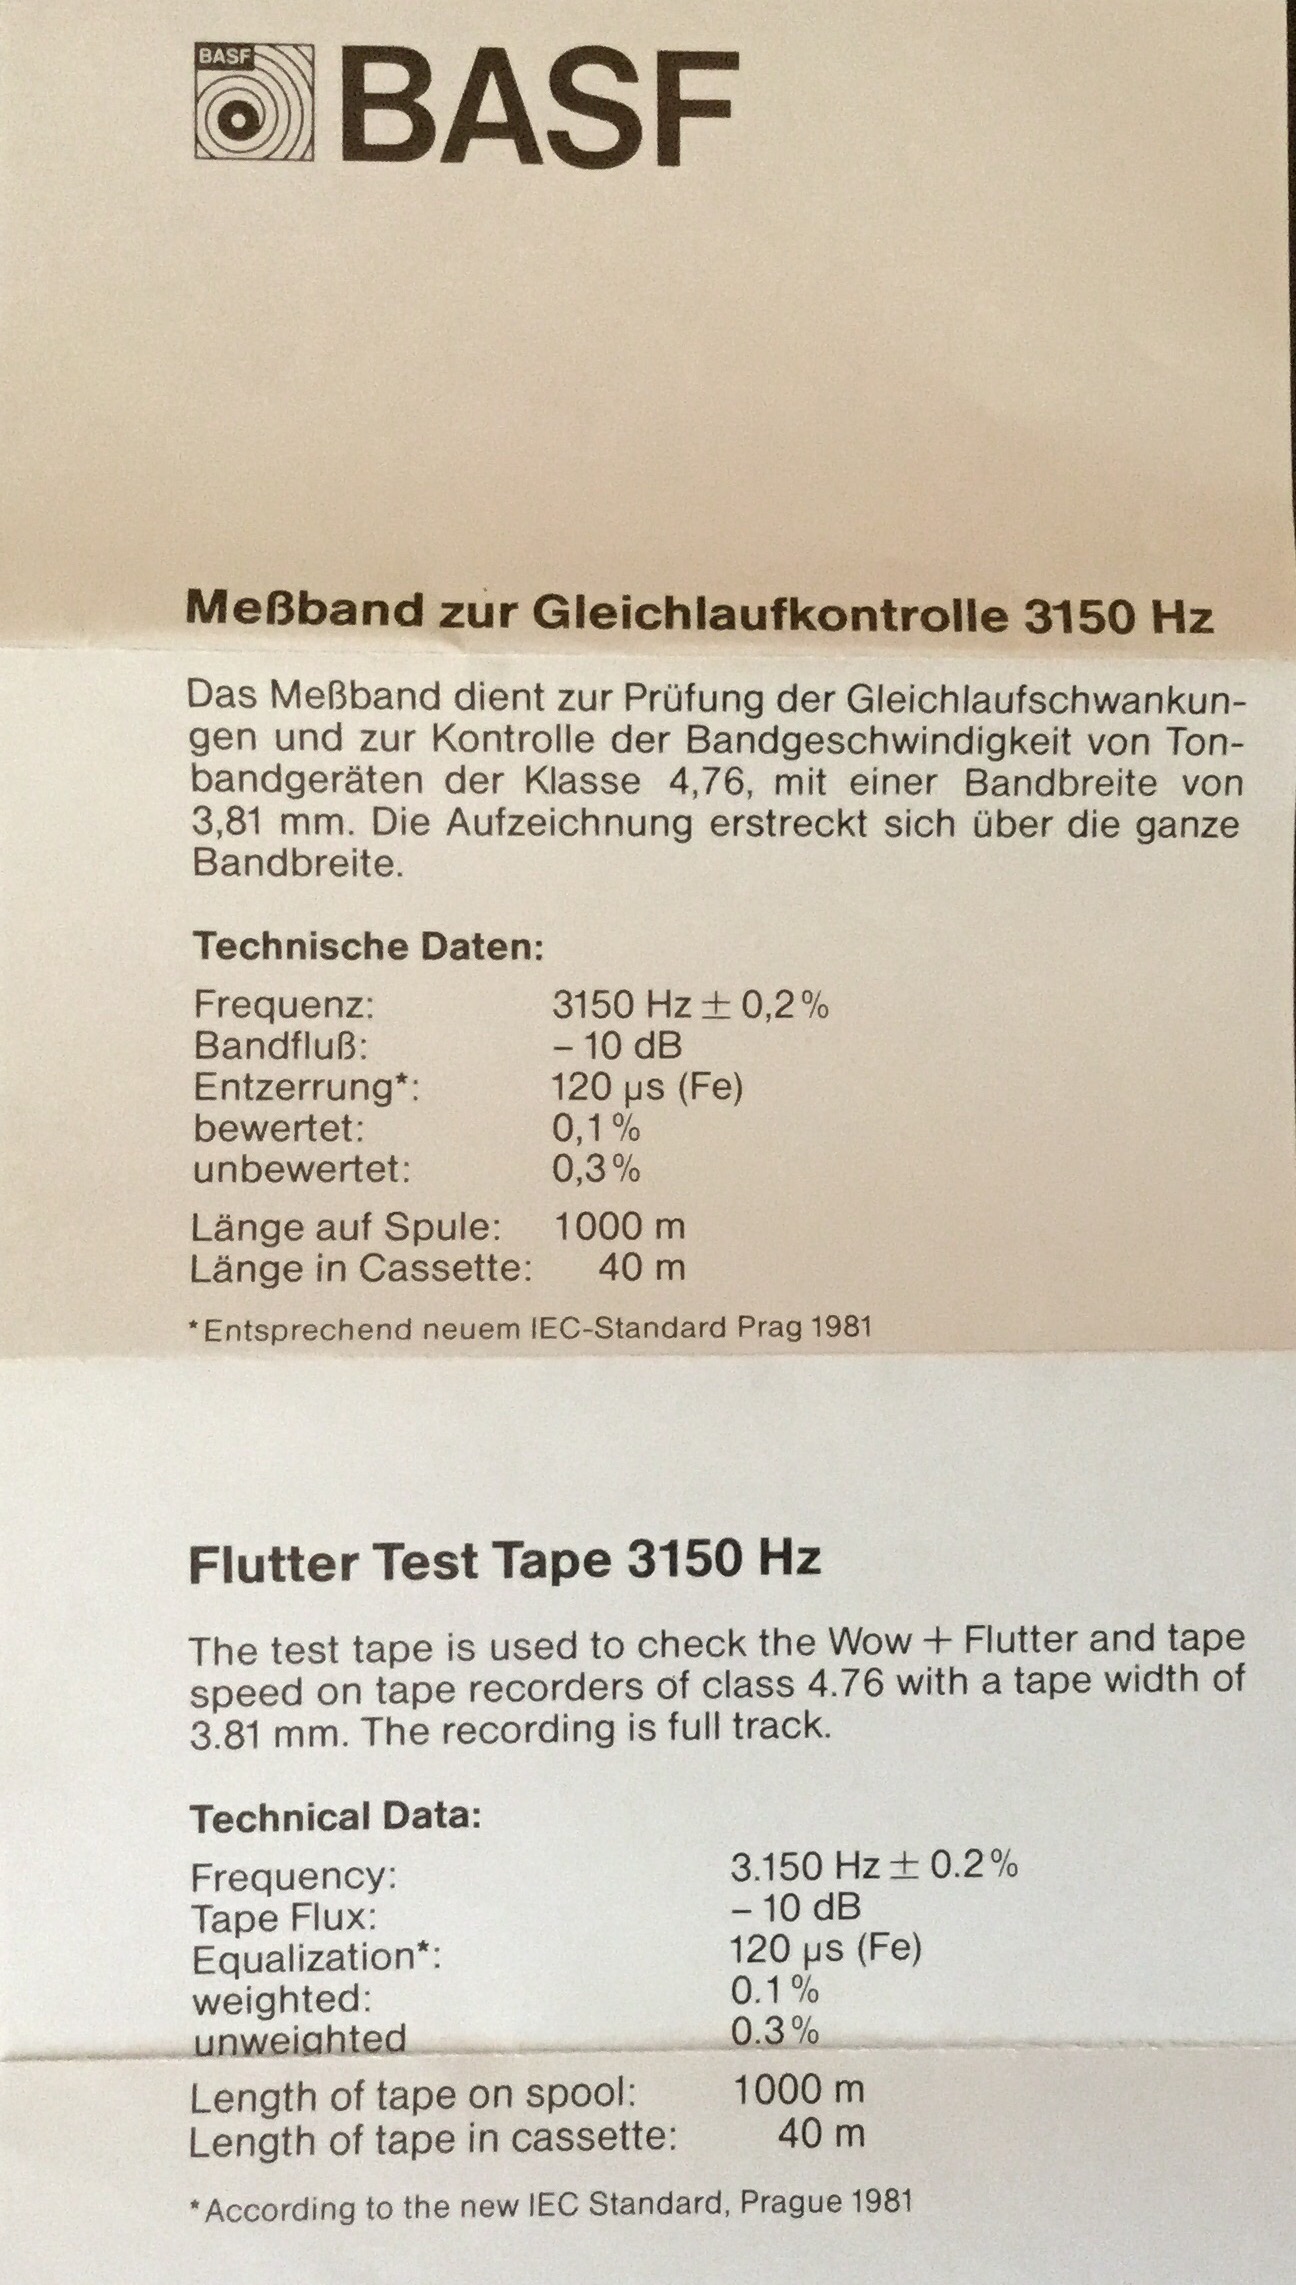 BASF
BASF
Meßband zur Gleichlaufkontrolle 3150 Hz
Das Meßband dient zur Prüfung der Gleichlaufschwankun-
gen und zur Kontrolle der Bandgeschwindigkeit von Ton-
bandgeräten der Klasse 4,76, mit einer Bandbreite von
3,81 mm. Die Aufzeichnung erstreckt sich über die ganze
Bandbreite.
Technische Daten:
Frequenz: 3150 Hz ± 0,2%
Bandfluß: – 10 dB
Entzerrung*: 120 µs (Fe)
bewertet: 0,1%
unbewertet: 0,3%
Länge auf Spule: 1000 m
Länge in Cassette: 40 m
*Entsprechend neuem IEC-Standard Prag 1981
Flutter Test Tape 3150 Hz
The test tape is used to check the Wow + Flutter and tape
speed on tape recorders of class 4.76 with a tape width of
3.81 mm. The recording is full track.
Technical Data:
Frequency: 3.150 Hz ± 0.2%
Tape Flux: – 10 dB
Equalization*: 120 µs (Fe)
weighted: 0.1%
unweighted 0.3%
Length of tape on spool: 1000 m
Length of tape in cassette: 40 m
*According to the new IEC Standard, Prague 1981